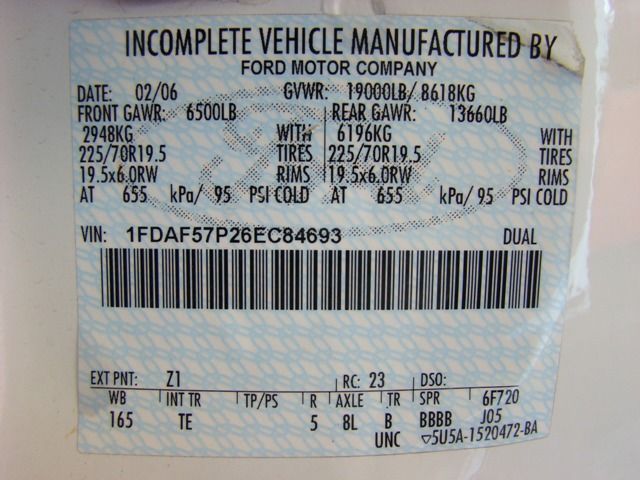 INCOMPLETE VEHICLE MANUFACTURED BY
FORD MOTOR COMPANY
DATE: 02/06 GVWR: 19000LB/ 8618KG
FRONT GAWR: 6500LB REAR GAWR: 13660LB
2948KG WITH 6196KG WITH
225/70R19.5 TIRES 225/70R19.5 TIRES
19.5x6.0RW RIMS 19.5x6.0RW RIMS
AT 655 kPa/ 95 PSI COLD AT 655 kPa/ 95 PSI COLD
VIN: 1FDAF57P26EC84693 DUAL
EXT PNT: Z1 RC: 23 DSO:
WB INT TR TP/PS R AXLE TR SPR 6F720
165 TE 5 8L B BBBB J05
UNC ▽5U5A-1520472-BA